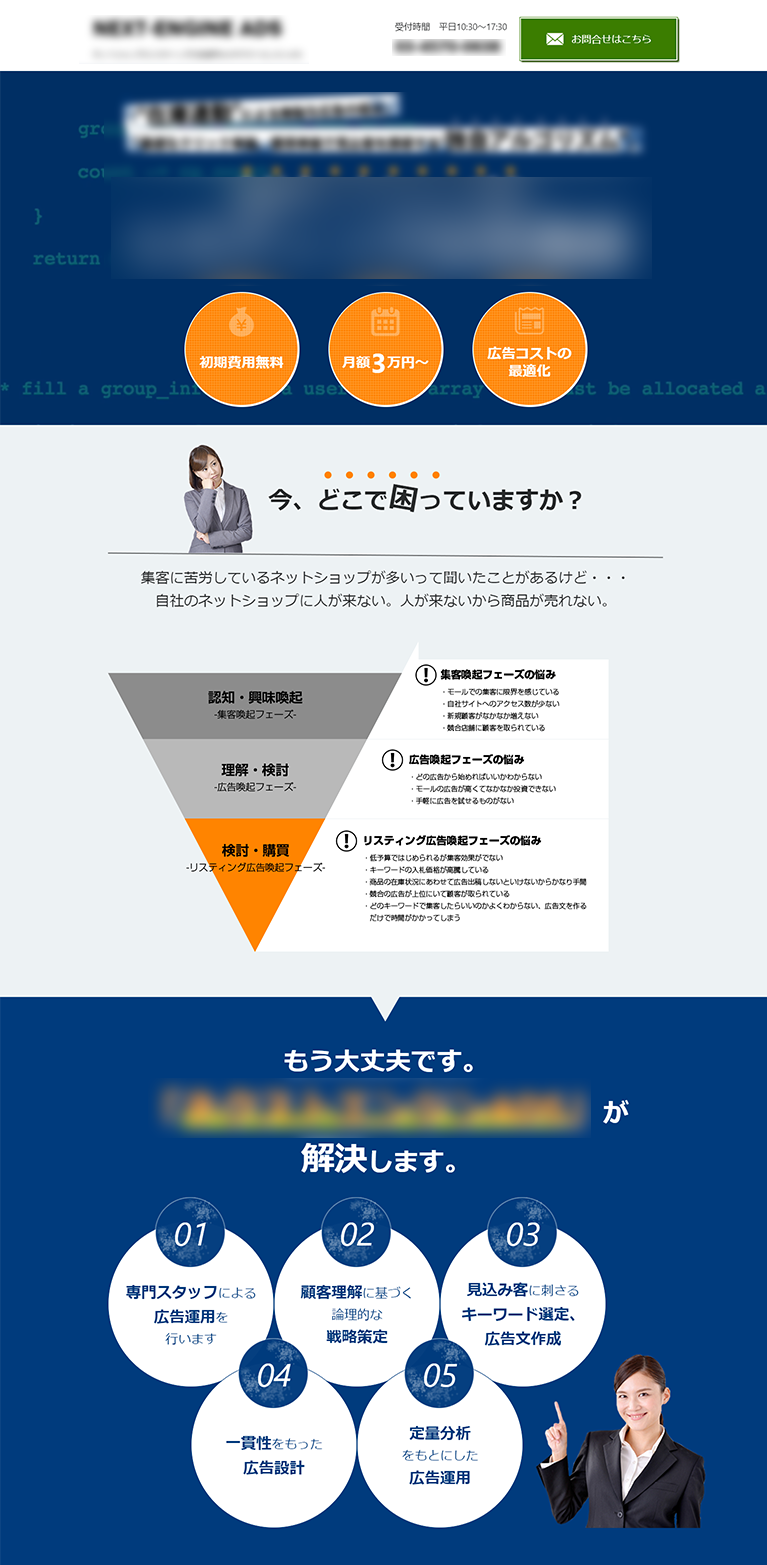 受付時間　平日10:30〜17:30
お問合せはこちら
}
return
初期費用無料
月額3万円〜
広告コストの
最適化
* fill a group_in
be allocated a
今、どこで困っていますか？
集客に苦労しているネットショップが多いって聞いたことがあるけど・・・
自社のネットショップに人が来ない。人が来ないから商品が売れない。
認知・興味喚起
-集客喚起フェーズ-
集客喚起フェーズの悩み
・モールでの集客に限界を感じている
・自社サイトへのアクセス数が少ない
・新規顧客がなかなか増えない
・競合店舗に顧客を取られている
理解・検討
-広告喚起フェーズ-
広告喚起フェーズの悩み
・どの広告から始めればいいかわからない
・モールの広告が高くてなかなか投資できない
・手軽に広告を試せるものがない
検討・購買
-リスティング広告喚起フェーズ-
リスティング広告喚起フェーズの悩み
・低予算ではじめられるが集客効果がでない
・キーワードの入札価格が高騰している
・商品の在庫状況にあわせて広告出稿しないといけないからかなり手間
・競合の広告が上位にいて顧客が取られている
・どのキーワードで集客したらいいのかよくわからない、広告文を作る
だけで時間がかかってしまう
もう大丈夫です。
が
解決します。
01
専門スタッフによる
広告運用を
行います
02
顧客理解に基づく
論理的な
戦略策定
03
見込み客に刺さる
キーワード選定、
広告文作成
04
一貫性をもった
広告設計
05
定量分析
をもとにした
広告運用